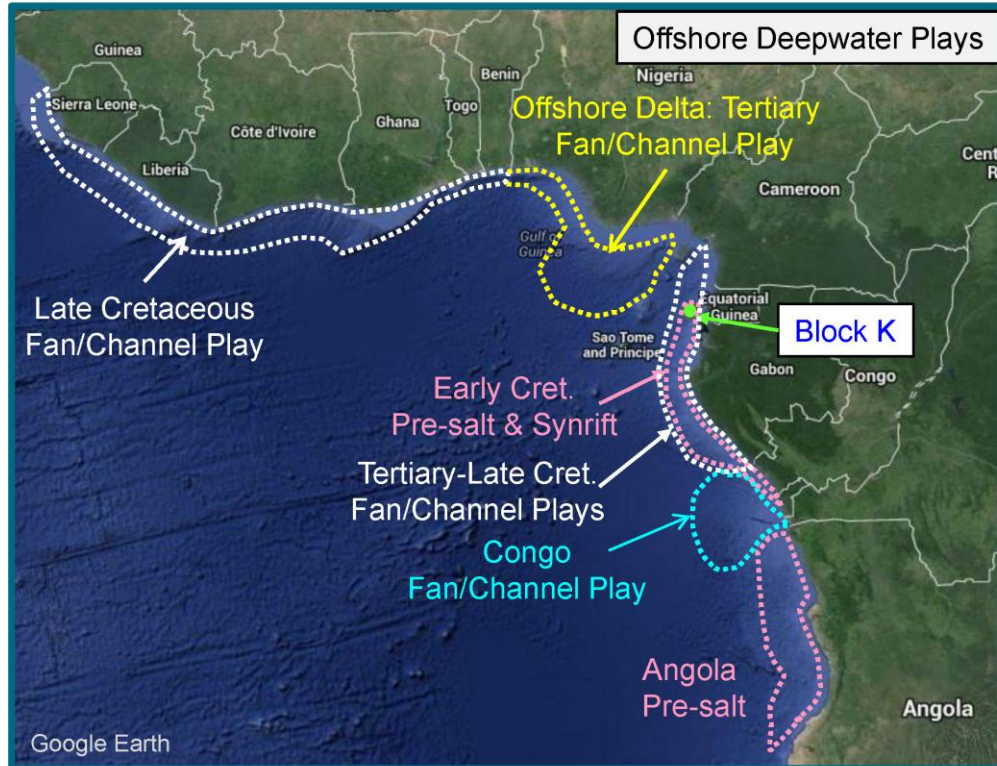 Offshore Deepwater Plays
Guinea
Sierra Leone
Côte d'Ivoire
Liberia
Ghana
Togo
Benin
Nigeria
Offshore Delta: Tertiary
Fan/Channel Play
Cameroon
Gulf of
Guinea
Late Cretaceous
Fan/Channel Play
Equatorial
Guinea
Block K
Sao Tome
and Principe
Gabon
Congo
Early Cret.
Pre-salt & Synrift
Tertiary-Late Cret.
Fan/Channel Plays
Congo
Fan/Channel Play
Angola
Pre-salt
Angola
Google Earth